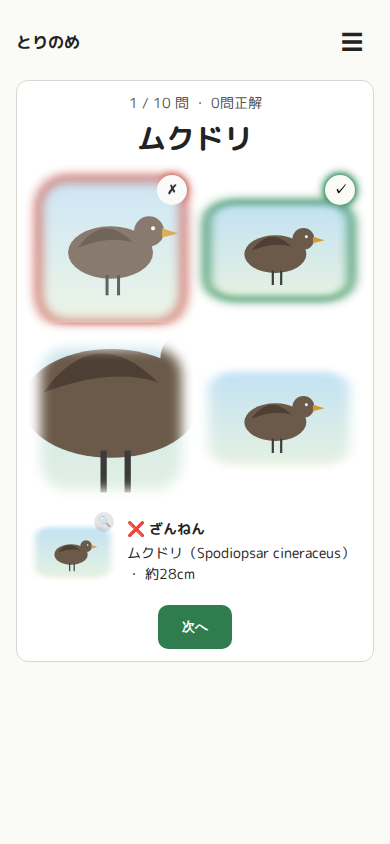 とりのめ
1 / 10 問 · 0問正解
ムクドリ
✗
✓
❌ ざんねん
ムクドリ（Spodiopsar cineraceus）
· 約28cm
次へ